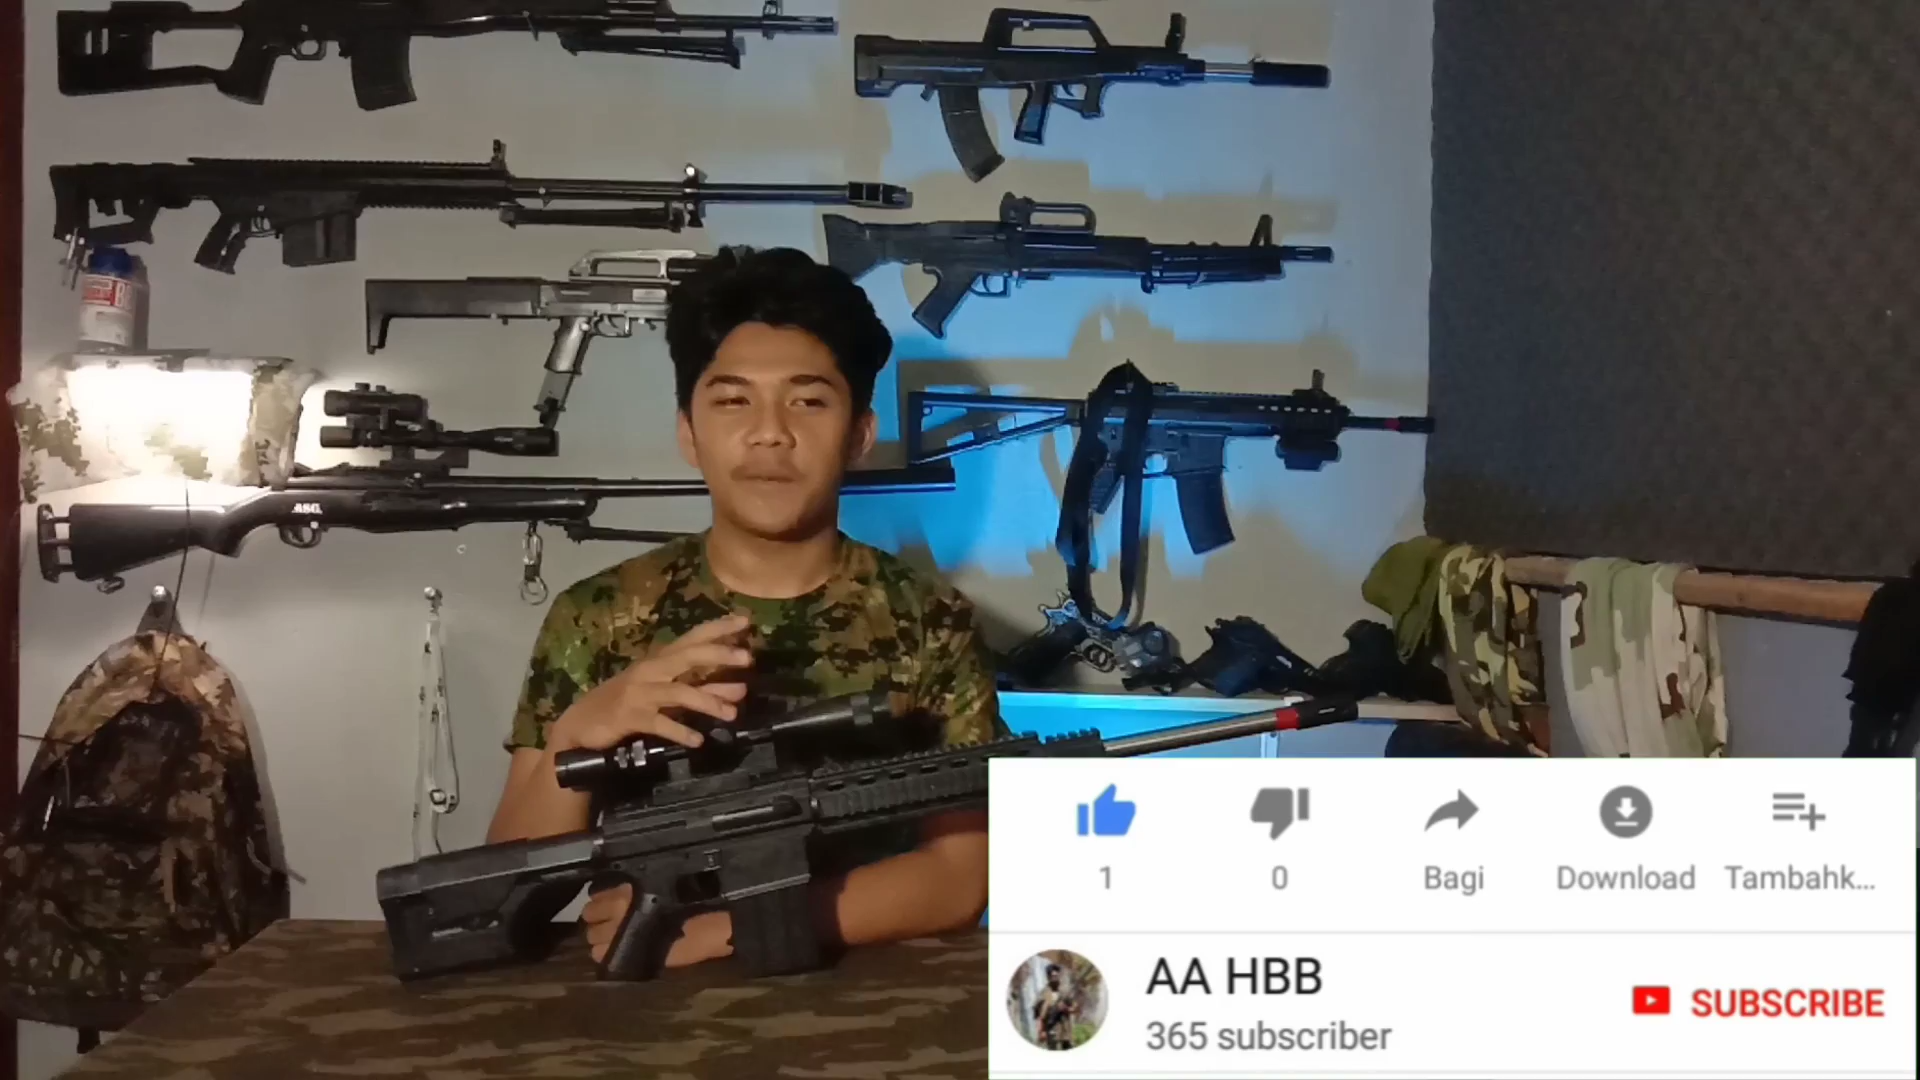 ASG
1
0
Bagi
Download
Tambahk...
AA HBB
365 subscriber
SUBSCRIBE